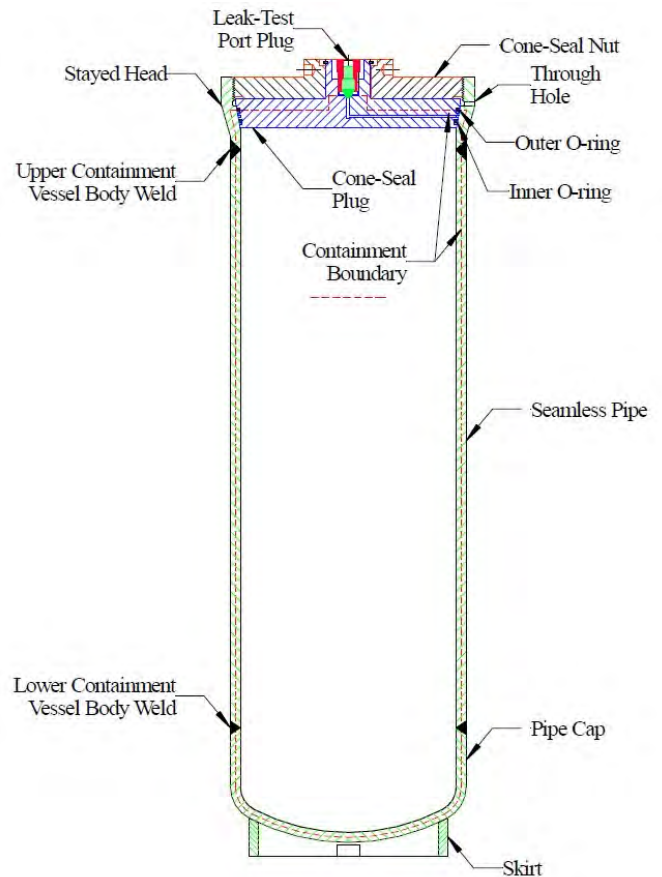 Leak-Test
Port Plug
Cone-Seal Nut
Stayed Head
Through
Hole
Outer O-ring
Upper Containment
Vessel Body Weld
Cone-Seal
Plug
Inner O-ring
Containment
Boundary
Seamless Pipe
Lower Containment
Vessel Body Weld
Pipe Cap
Skirt